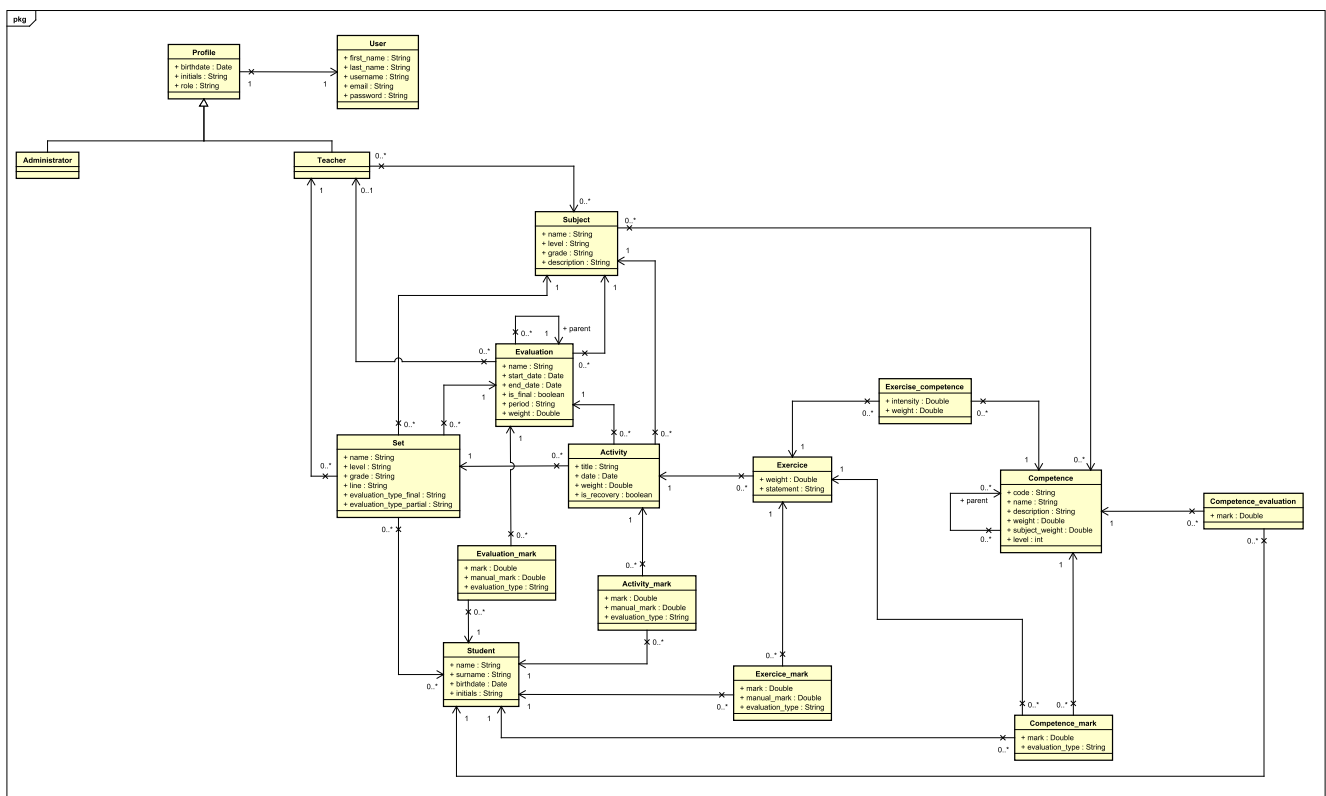 pkg
Profile
+ birthdate : Date
+ initials : String
+ role : String
1
1
User
+ first_name : String
+ last_name : String
+ username : String
+ email : String
+ password : String
Administrator
Teacher
0..*
0..*
1
0..1
Subject
+ name : String
+ level : String
+ grade : String
+ description : String
0..*
1
1
1
0..*
1
+ parent
0..*
0..*
Evaluation
+ name : String
+ start_date : Date
+ end_date : Date
+ is_final : boolean
+ period : String
+ weight : Double
1
1
1
0..*
0..*
0..*
0..*
Set
+ name : String
+ level : String
+ grade : String
+ line : String
+ evaluation_type_final : String
+ evaluation_type_partial : String
0..*
0..*
1
0..*
Activity
+ title : String
+ date : Date
+ weight : Double
+ is_recovery : boolean
1
1
0..*
Exercice
+ weight : Double
+ statement : String
1
1
1
Exercise_competence
+ intensity : Double
+ weight : Double
0..*
0..*
Competence
+ code : String
+ name : String
+ description : String
+ weight : Double
+ subject_weight : Double
+ level : int
1
0..*
0..*
+ parent
0..*
1
1
Competence_evaluation
+ mark : Double
0..*
0..*
Evaluation_mark
+ mark : Double
+ manual_mark : Double
+ evaluation_type : String
0..*
0..*
Activity_mark
+ mark : Double
+ manual_mark : Double
+ evaluation_type : String
0..*
0..*
Student
+ name : String
+ surname : String
+ birthdate : Date
+ initials : String
1
0..*
1
1
1
1
Exercice_mark
+ mark : Double
+ manual_mark : Double
+ evaluation_type : String
0..*
0..*
Competence_mark
+ mark : Double
+ evaluation_type : String
0..*
0..*
0..*